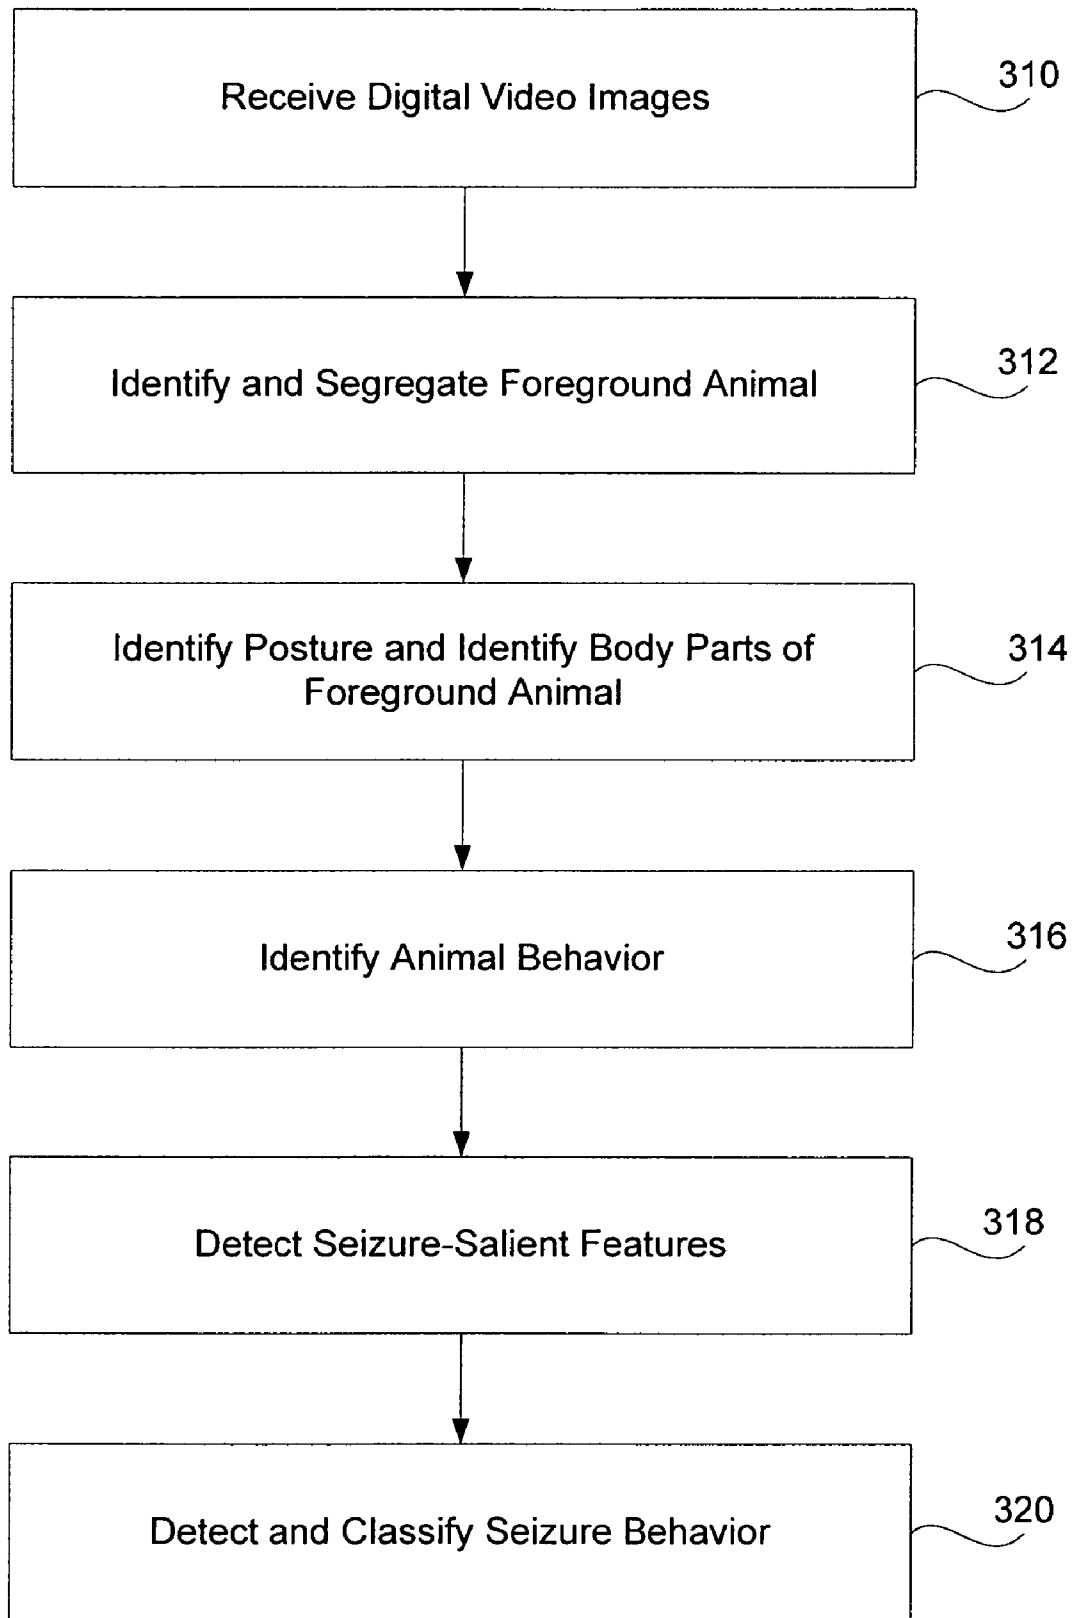 Receive Digital Video Images
310
Identify and Segregate Foreground Animal
312
Identify Posture and Identify Body Parts of
Foreground Animal
314
Identify Animal Behavior
316
Detect Seizure-Salient Features
318
Detect and Classify Seizure Behavior
320